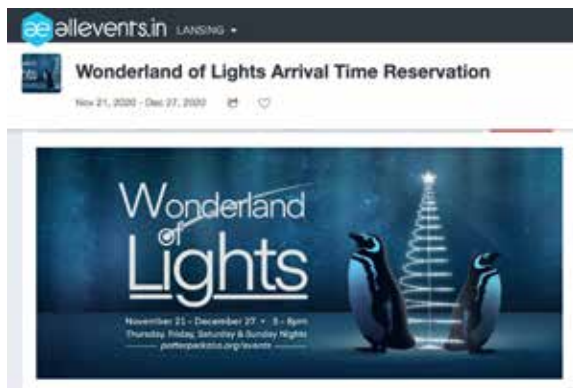 allevents.in LANSING
Wonderland of Lights Arrival Time Reservation
Nov 21, 2020 - Dec 27, 2020
Wonderland
of
Lights
November 21 - December 27 • 5 - 8pm
Thursday, Friday, Saturday & Sunday Nights
potterparkzoo.org/events